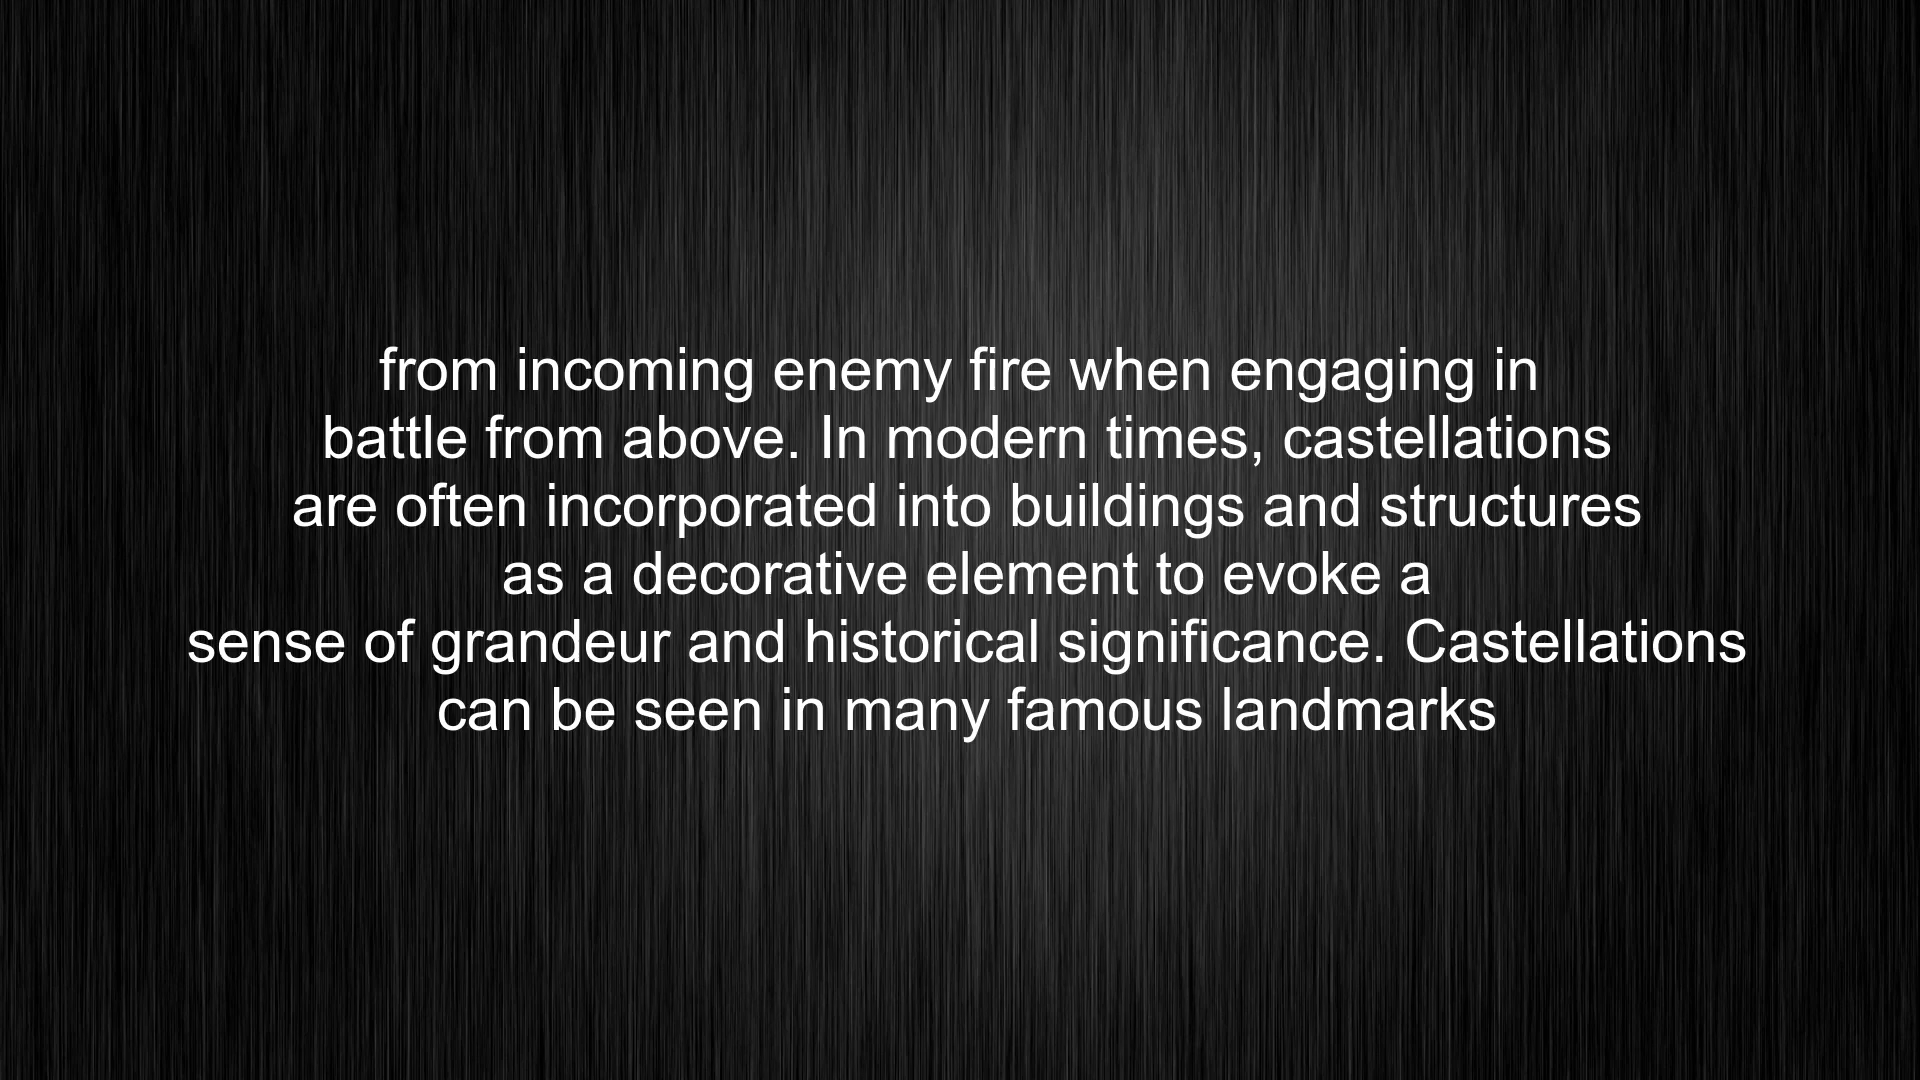 from incoming enemy fire when engaging in
battle from above. In modern times, castellations
are often incorporated into buildings and structures
as a decorative element to evoke a
sense of grandeur and historical significance. Castellations
can be seen in many famous landmarks